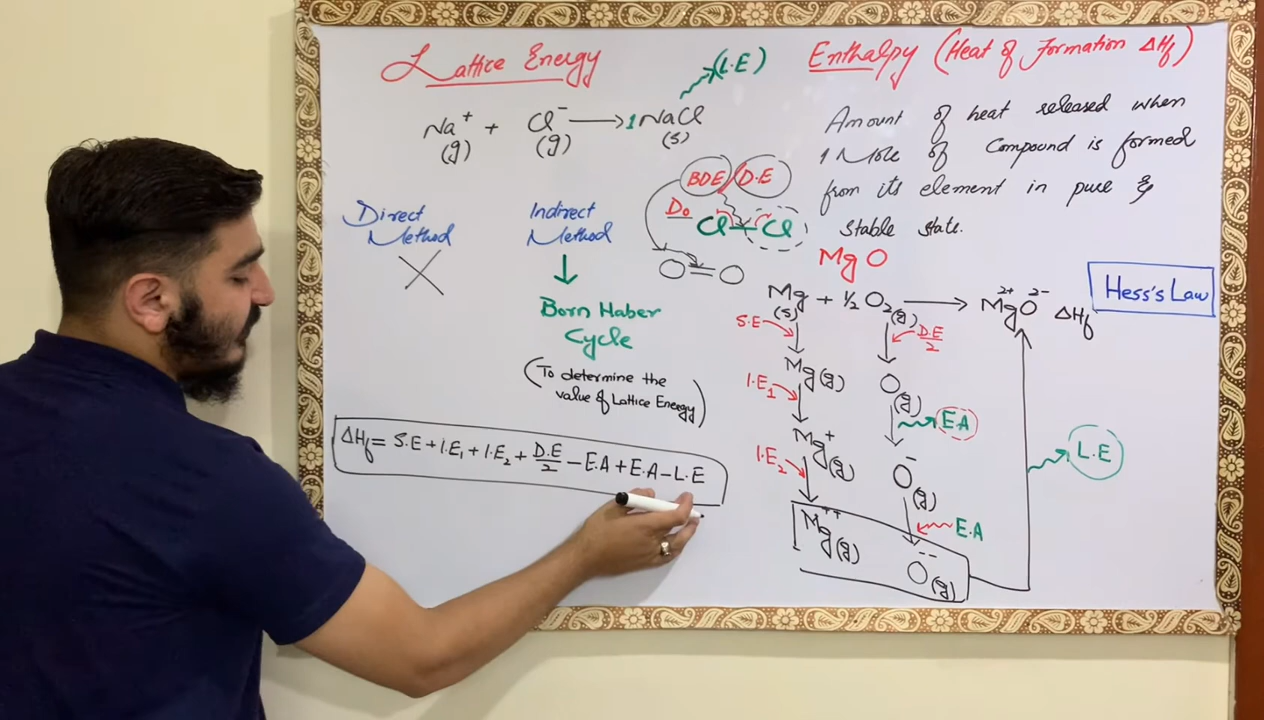 Lattice Energy
(L.E)
Na⁺ + Cl⁻ → 1 NaCl
(g) (g) (s)
Direct Method
Indirect Method
Born Haber
Cycle
(To determine the
value of Lattice Energy)
BDE / D.E
Do
Cl – Cl
O = O
ΔHf = S.E + I.E₁ + I.E₂ + D.E/2 – E.A + E.A – L.E
Enthalpy (Heat of Formation ΔHf)
Amount of heat released when
1 Mole of Compound is formed
from its element in pure &
stable state.
MgO
Hess's Law
Mg(s) + ½ O₂(g) → Mg²⁺O²⁻ ΔHf
S.E D.E/2
Mg(g) O(g)
I.E₁ E.A
Mg⁺(g) O⁻(g)
L.E
I.E₂ E.A
Mg⁺⁺(g) O⁻⁻(g)